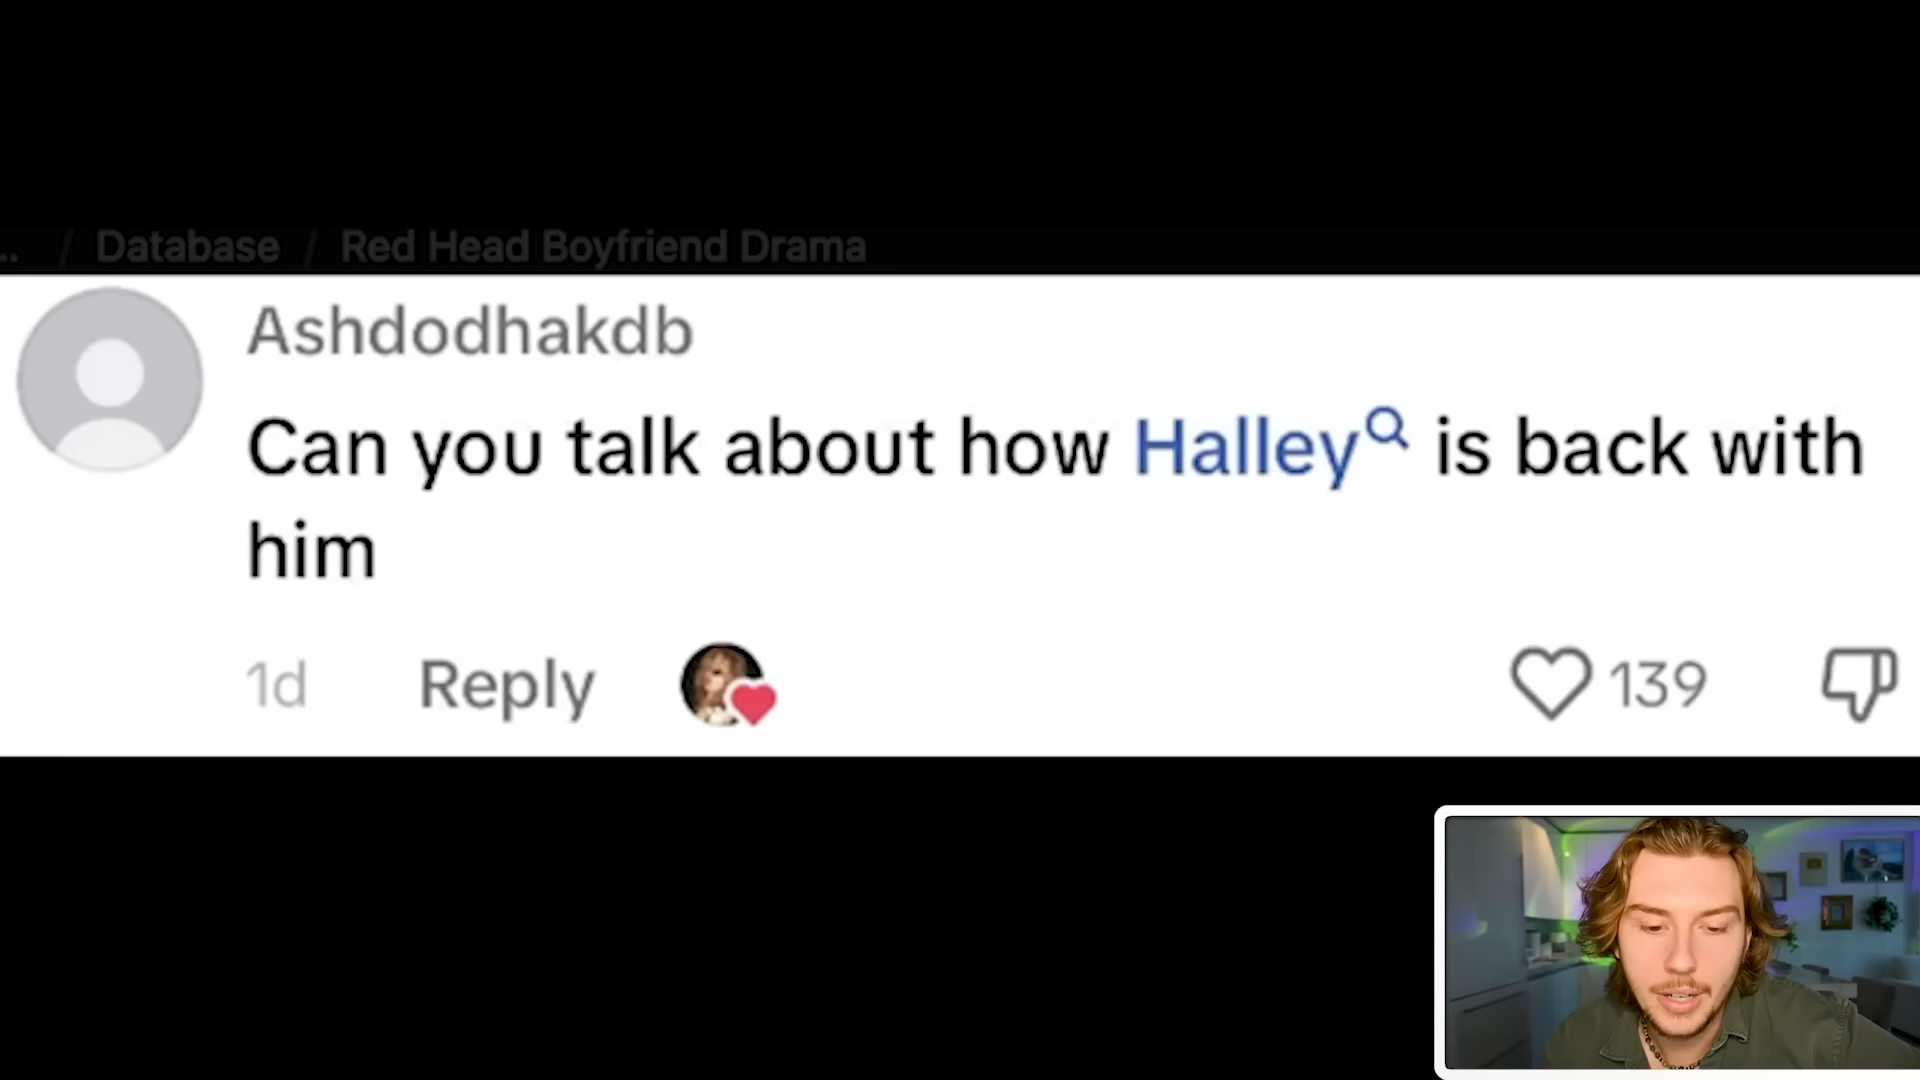 .. / Database / Red Head Boyfriend Drama
Ashdodhakdb
Can you talk about how Halley is back with
him
1d Reply 139